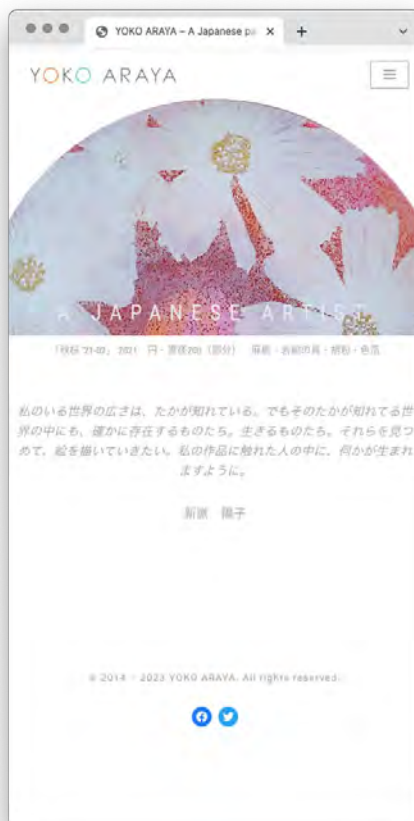 YOKO ARAYA – A Japanese pa
YOKO ARAYA
A JAPANESE ARTIST
「秋桜 '21-02」 2021 円・直径20㎝（部分） 麻紙・岩絵の具・胡粉・色箔
私のいる世界の広さは、たかが知れている。でもそのたかが知れてる世
界の中にも、確かに存在するものたち。生きるものたち。それらを見つ
めて、絵を描いていきたい。私の作品に触れた人の中に、何かが生まれ
ますように。
新家 陽子
© 2014 – 2023 YOKO ARAYA. All rights reserved.